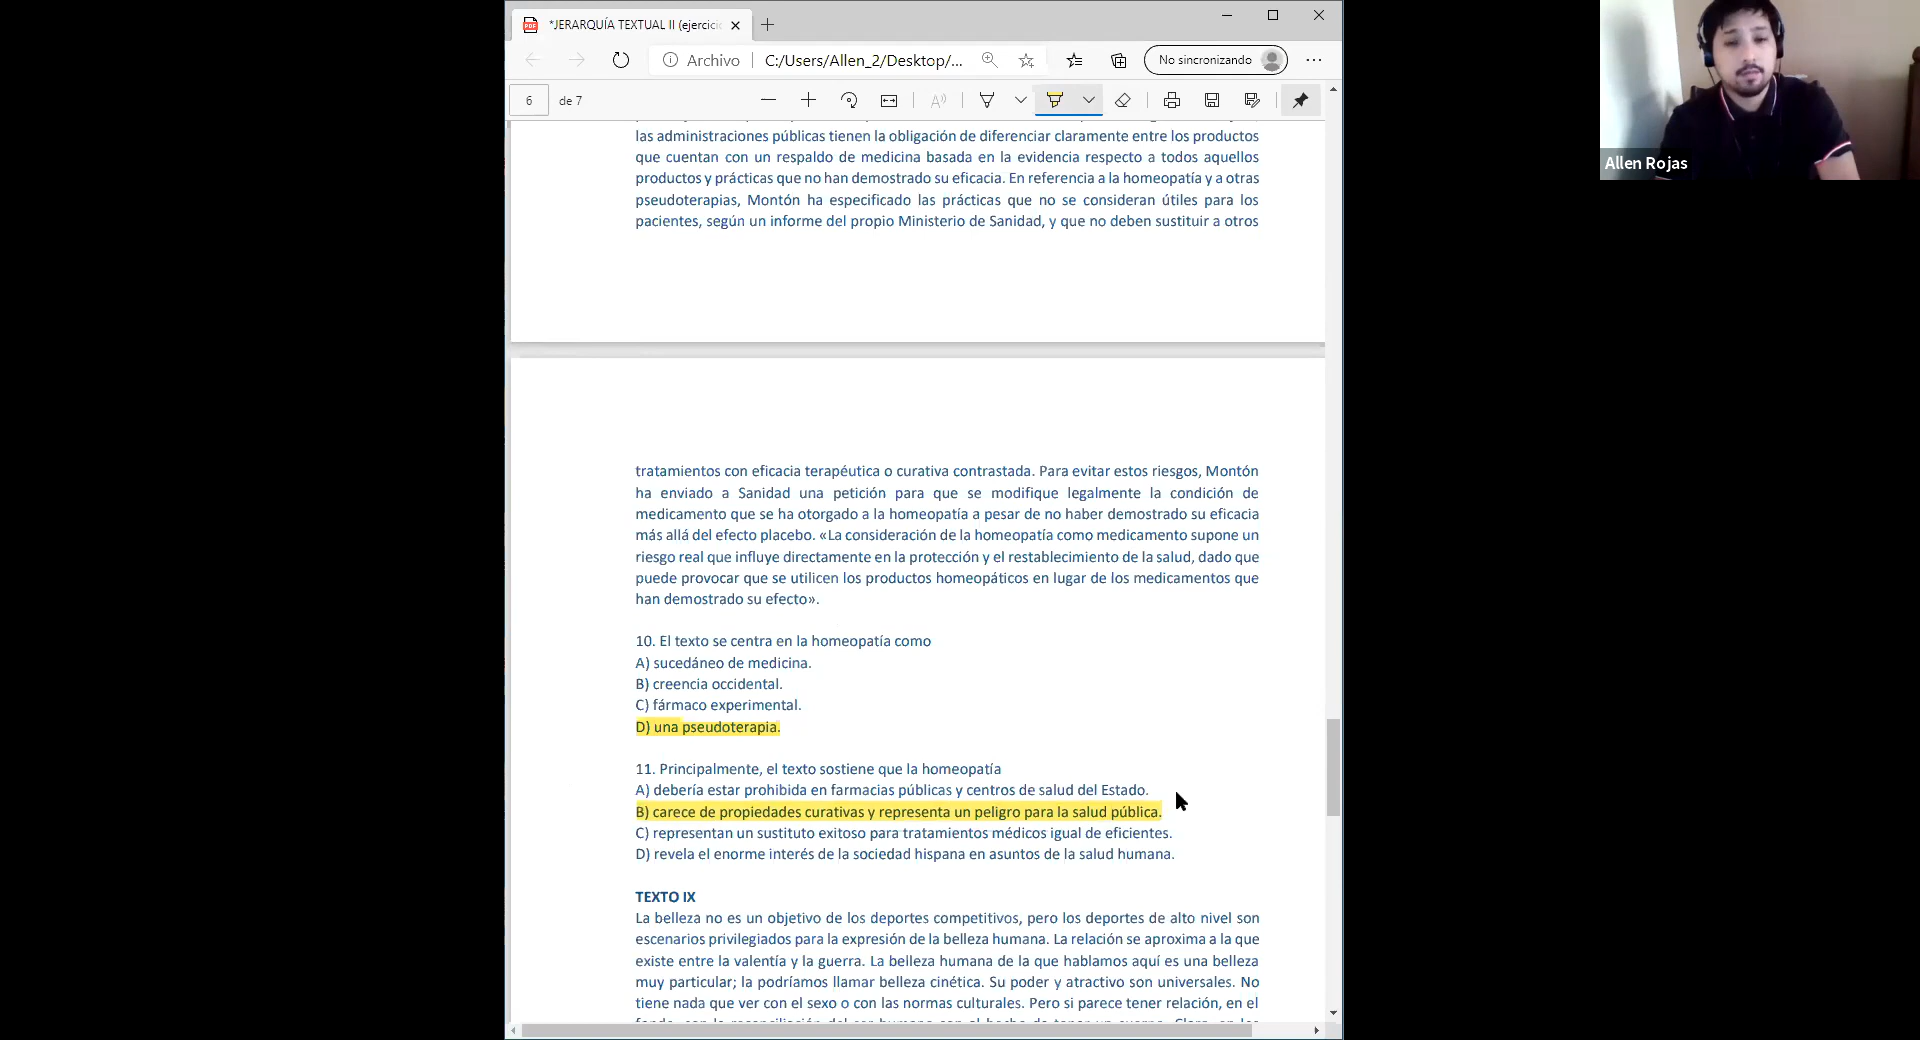 *JERARQUÍA TEXTUAL II (ejercici
Archivo
C:/Users/Allen_2/Desktop/...
No sincronizando
6 de 7
las administraciones públicas tienen la obligación de diferenciar claramente entre los productos
que cuentan con un respaldo de medicina basada en la evidencia respecto a todos aquellos
productos y prácticas que no han demostrado su eficacia. En referencia a la homeopatía y a otras
pseudoterapias, Montón ha especificado las prácticas que no se consideran útiles para los
pacientes, según un informe del propio Ministerio de Sanidad, y que no deben sustituir a otros
tratamientos con eficacia terapéutica o curativa contrastada. Para evitar estos riesgos, Montón
ha enviado a Sanidad una petición para que se modifique legalmente la condición de
medicamento que se ha otorgado a la homeopatía a pesar de no haber demostrado su eficacia
más allá del efecto placebo. «La consideración de la homeopatía como medicamento supone un
riesgo real que influye directamente en la protección y el restablecimiento de la salud, dado que
puede provocar que se utilicen los productos homeopáticos en lugar de los medicamentos que
han demostrado su efecto».
10. El texto se centra en la homeopatía como
A) sucedáneo de medicina.
B) creencia occidental.
C) fármaco experimental.
D) una pseudoterapia.
11. Principalmente, el texto sostiene que la homeopatía
A) debería estar prohibida en farmacias públicas y centros de salud del Estado.
B) carece de propiedades curativas y representa un peligro para la salud pública.
C) representan un sustituto exitoso para tratamientos médicos igual de eficientes.
D) revela el enorme interés de la sociedad hispana en asuntos de la salud humana.
TEXTO IX
La belleza no es un objetivo de los deportes competitivos, pero los deportes de alto nivel son
escenarios privilegiados para la expresión de la belleza humana. La relación se aproxima a la que
existe entre la valentía y la guerra. La belleza humana de la que hablamos aquí es una belleza
muy particular; la podríamos llamar belleza cinética. Su poder y atractivo son universales. No
tiene nada que ver con el sexo o con las normas culturales. Pero si parece tener relación, en el
Allen Rojas